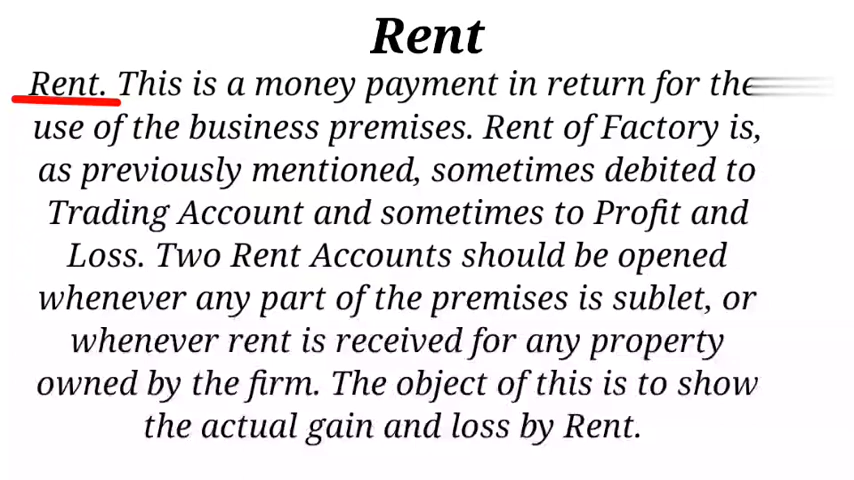 Rent
Rent. This is a money payment in return for the
use of the business premises. Rent of Factory is,
as previously mentioned, sometimes debited to
Trading Account and sometimes to Profit and
Loss. Two Rent Accounts should be opened
whenever any part of the premises is sublet, or
whenever rent is received for any property
owned by the firm. The object of this is to show
the actual gain and loss by Rent.